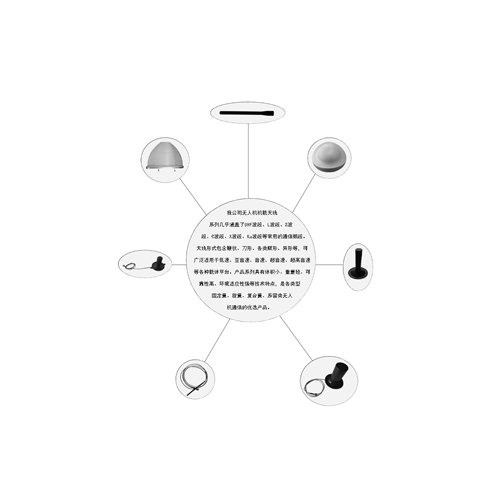 我公司无人机机载天线
系列几乎涵盖了UHF波段、L波段、S波
段、C波段、X波段、Ku波段等常用的通信频段。
天线形式包含鞭状、刀形、各类赋形、异形等，可
广泛适用于低速、亚音速、音速、超音速、超高音速
等各种载体平台。产品系列具有体积小、重量轻、可
靠性高、环境适应性强等技术特点，是各类型
固定翼、旋翼、复合翼、系留类无人
机通信的优选产品。